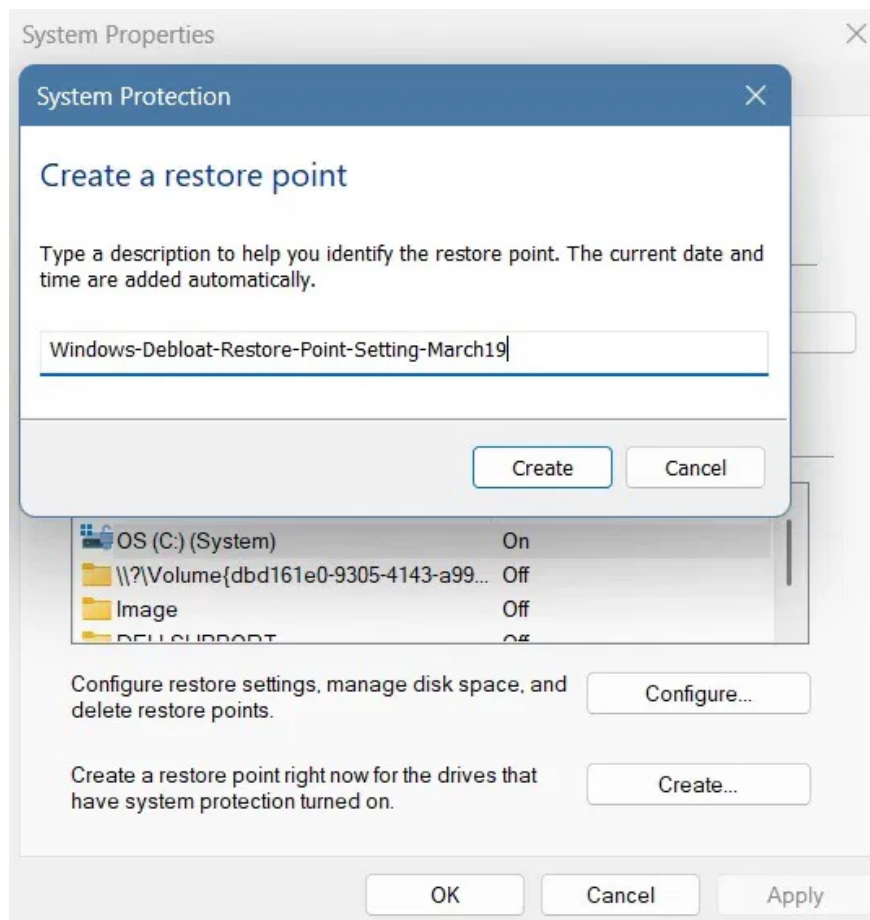 System Properties
System Protection
Create a restore point
Type a description to help you identify the restore point. The current date and
time are added automatically.
Windows-Debloat-Restore-Point-Setting-March19
Create Cancel
OS (C:) (System) On
\\?\Volume{dbd161e0-9305-4143-a99... Off
Image Off
DELLSUPPORT Off
Configure restore settings, manage disk space, and
delete restore points.
Configure...
Create a restore point right now for the drives that
have system protection turned on.
Create...
OK Cancel Apply